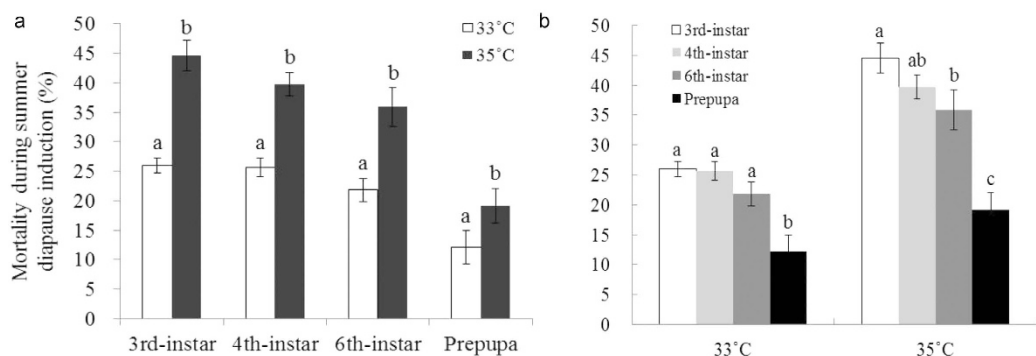 a
Mortality during summer
diapause induction (%)
50
45
40
35
30
25
20
15
10
5
0
33˚C
35˚C
a
b
a
b
a
b
a
b
3rd-instar
4th-instar
6th-instar
Prepupa
b
50
45
40
35
30
25
20
15
10
5
0
3rd-instar
4th-instar
6th-instar
Prepupa
a
a
a
b
a
ab
b
c
33˚C
35˚C